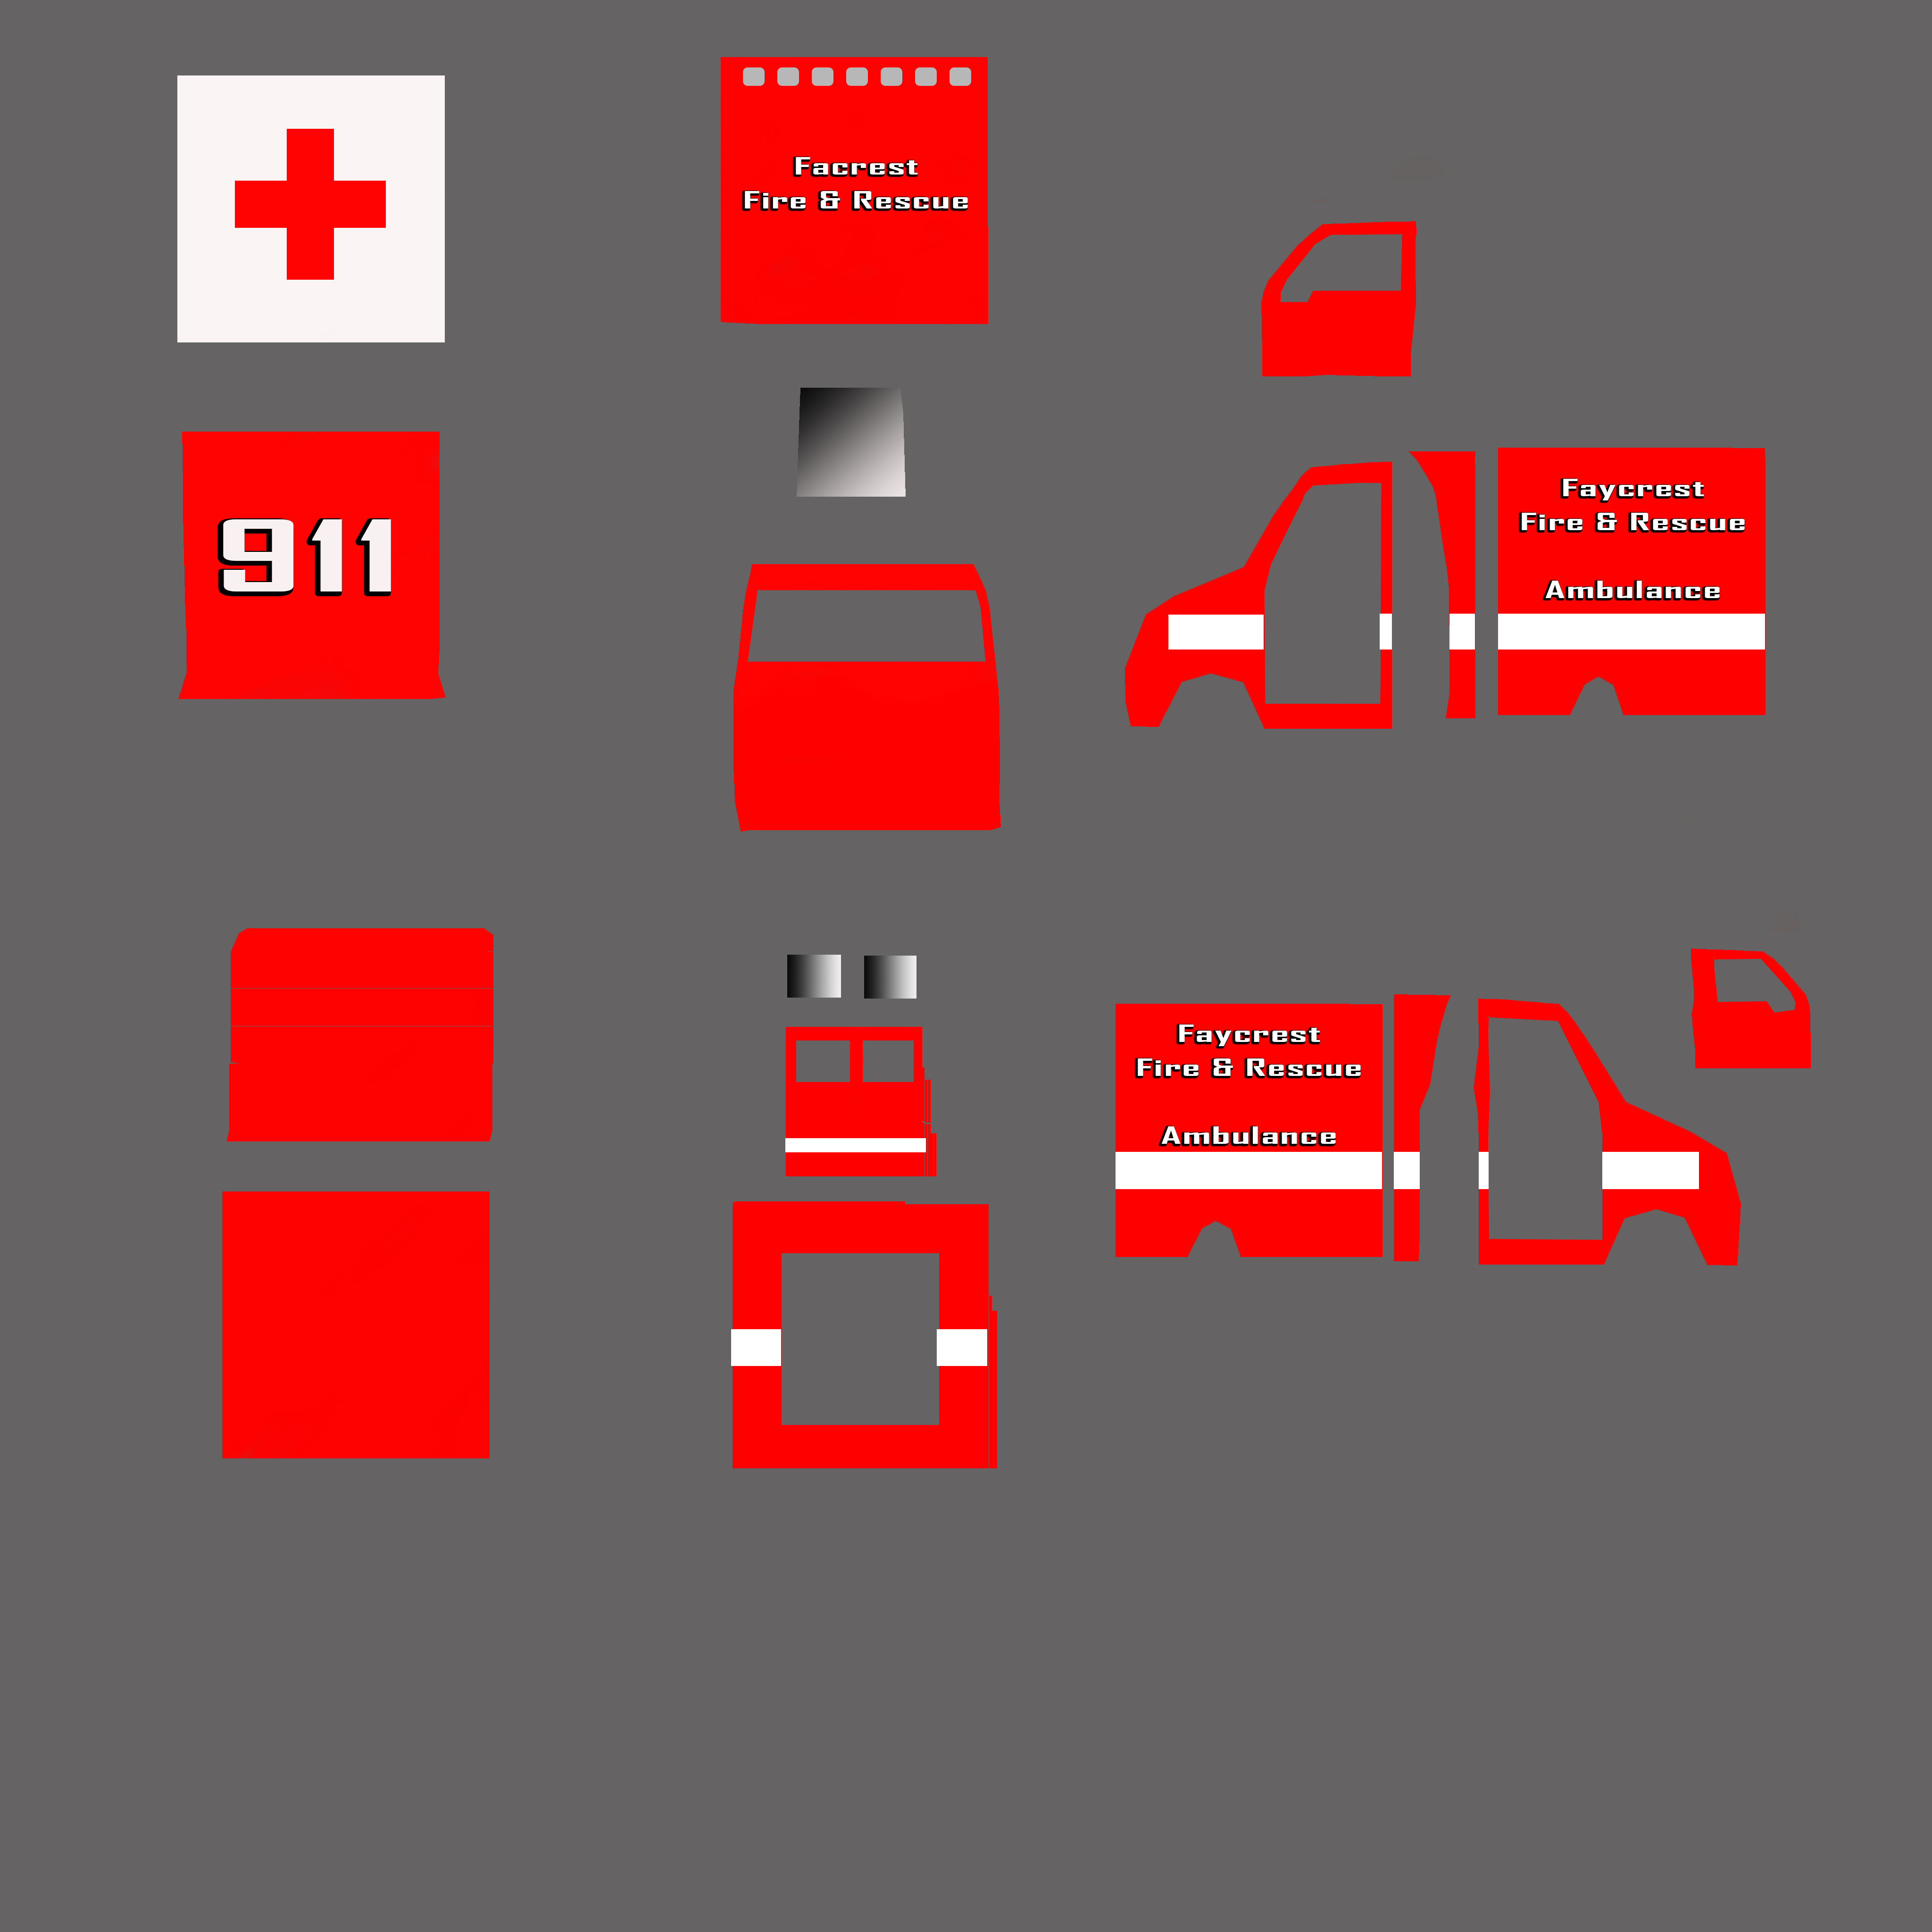 Facrest
Fire & Rescue
911
Faycrest
Fire & Rescue
Ambulance
Faycrest
Fire & Rescue
Ambulance